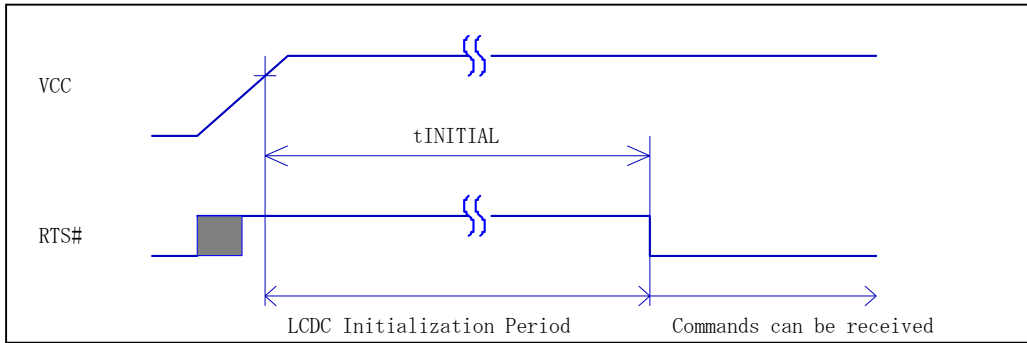 VCC
tINITIAL
RTS#
LCDC Initialization Period
Commands can be received